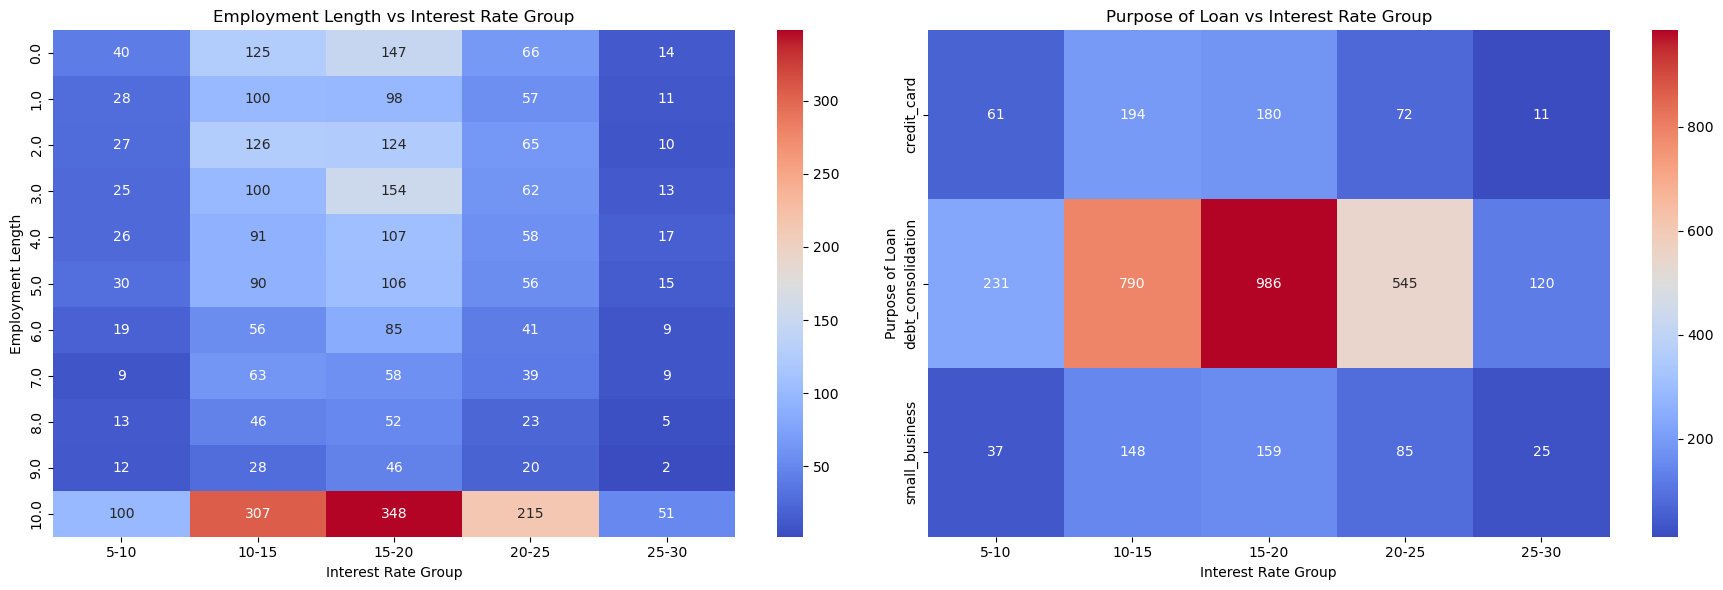 Employment Length vs Interest Rate Group
Employment Length
0.0 40 125 147 66 14
1.0 28 100 98 57 11
2.0 27 126 124 65 10
3.0 25 100 154 62 13
4.0 26 91 107 58 17
5.0 30 90 106 56 15
6.0 19 56 85 41 9
7.0 9 63 58 39 9
8.0 13 46 52 23 5
9.0 12 28 46 20 2
10.0 100 307 348 215 51
5-10 10-15 15-20 20-25 25-30
Interest Rate Group
300
250
200
150
100
50
Purpose of Loan vs Interest Rate Group
Purpose of Loan
credit_card 61 194 180 72 11
debt_consolidation 231 790 986 545 120
small_business 37 148 159 85 25
5-10 10-15 15-20 20-25 25-30
Interest Rate Group
800
600
400
200